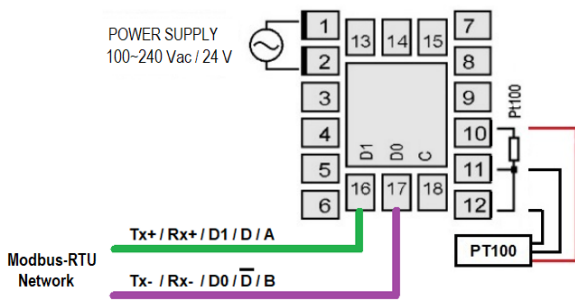 POWER SUPPLY
100~240 Vac / 24 V
1
2
3
4
5
6
13
14
15
7
8
9
10
11
12
Pt100
D1
D0
C
16
17
18
Tx+ / Rx+ / D1 / D / A
Modbus-RTU
Network
Tx- / Rx- / D0 / D̅ / B
PT100